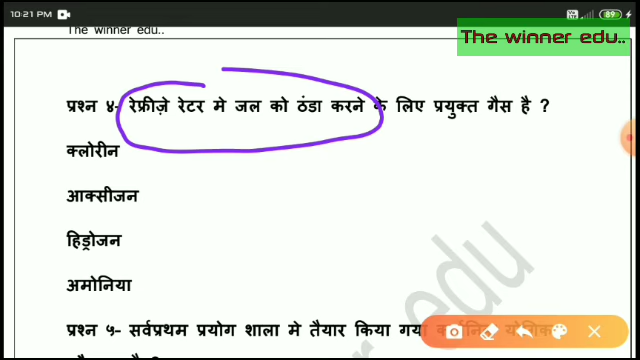 10:21 PM
89
The winner edu..
The winner edu..
प्रश्न ४- रेफ्रीज़े रेटर मे जल को ठंडा करने के लिए प्रयुक्त गैस है ?
क्लोरीन
आक्सीजन
हिड्रोजन
अमोनिया
edu
प्रश्न ५- सर्वप्रथम प्रयोग शाला मे तैयार किया गया